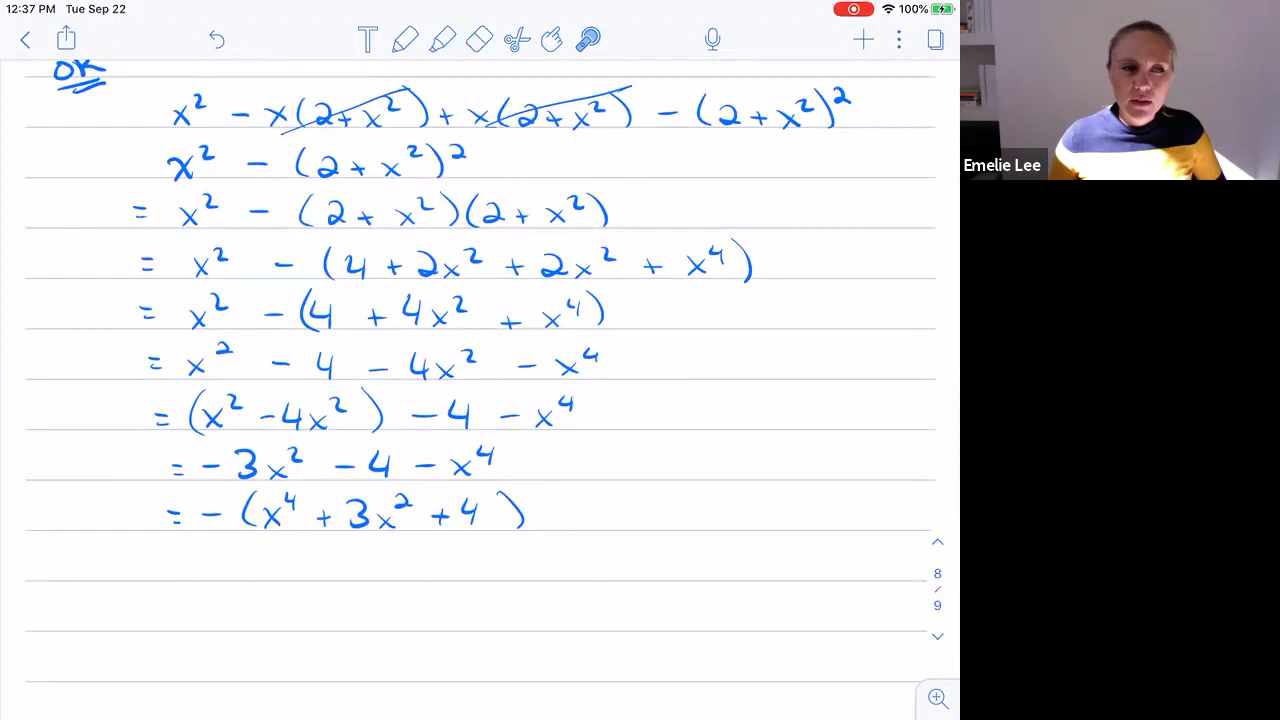 12:37 PM Tue Sep 22 100%
OR
x² - x(2+x²) + x(2+x²) - (2+x²)²
x² - (2+x²)²
= x² - (2+x²)(2+x²)
= x² - (4 + 2x² + 2x² + x⁴)
= x² - (4 + 4x² + x⁴)
= x² - 4 - 4x² - x⁴
= (x² - 4x²) - 4 - x⁴
= -3x² - 4 - x⁴
= -(x⁴ + 3x² + 4)
8
/
9
Emelie Lee